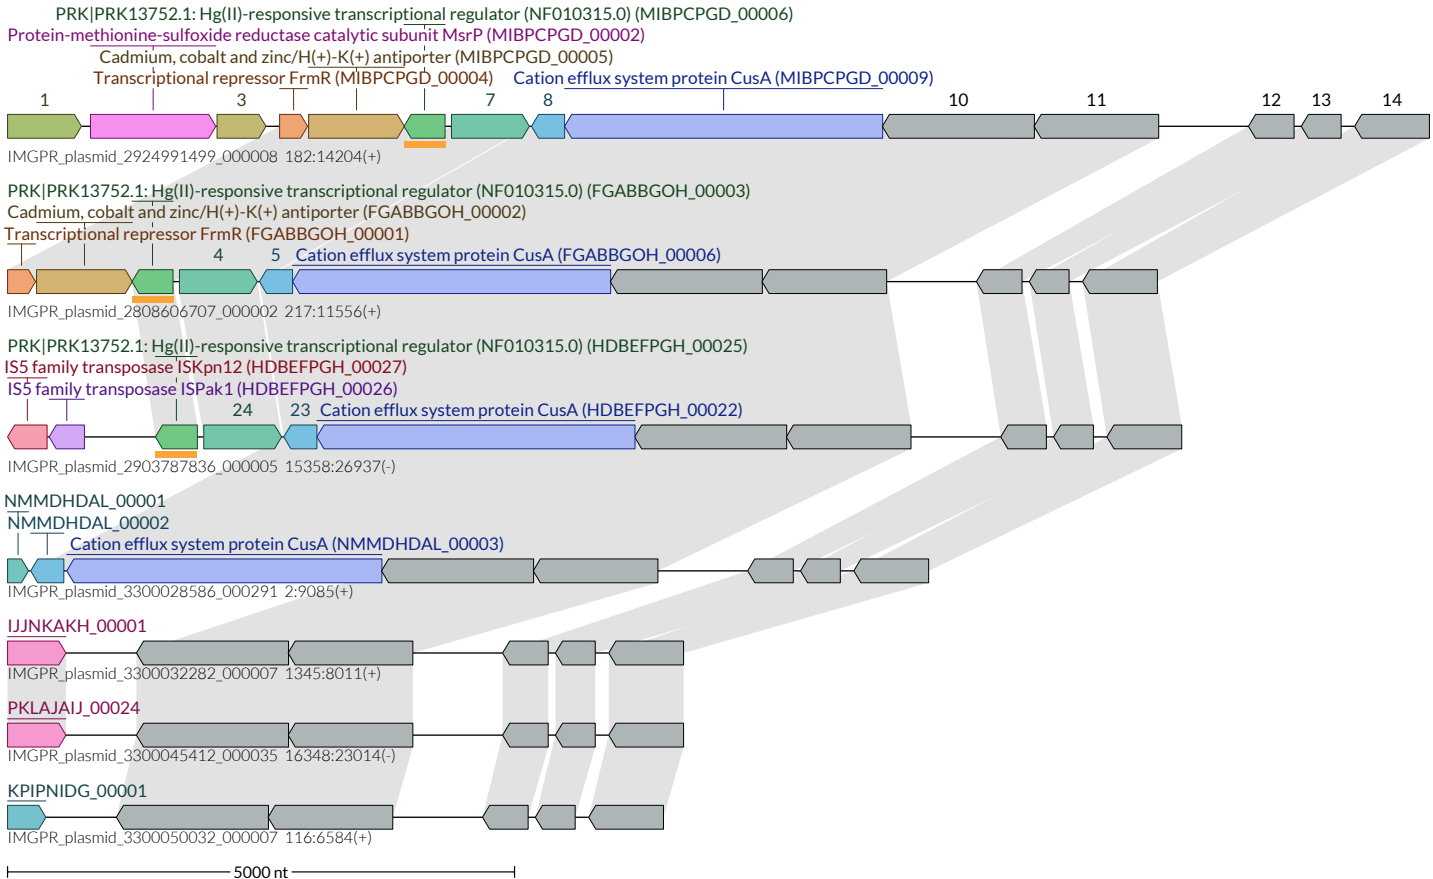 PRK|PRK13752.1: Hg(II)-responsive transcriptional regulator (NF010315.0) (MIBPCPGD_00006)
Protein-methionine-sulfoxide reductase catalytic subunit MsrP (MIBPCPGD_00002)
Cadmium, cobalt and zinc/H(+)-K(+) antiporter (MIBPCPGD_00005)
Transcriptional repressor FrmR (MIBPCPGD_00004) Cation efflux system protein CusA (MIBPCPGD_00009)
1 3 7 8 10 11 12 13 14
IMGPR_plasmid_2924991499_000008 182:14204(+)
PRK|PRK13752.1: Hg(II)-responsive transcriptional regulator (NF010315.0) (FGABBGOH_00003)
Cadmium, cobalt and zinc/H(+)-K(+) antiporter (FGABBGOH_00002)
Transcriptional repressor FrmR (FGABBGOH_00001)
4 5 Cation efflux system protein CusA (FGABBGOH_00006)
IMGPR_plasmid_2808606707_000002 217:11556(+)
PRK|PRK13752.1: Hg(II)-responsive transcriptional regulator (NF010315.0) (HDBEFPGH_00025)
IS5 family transposase ISKpn12 (HDBEFPGH_00027)
IS5 family transposase ISPak1 (HDBEFPGH_00026)
24 23 Cation efflux system protein CusA (HDBEFPGH_00022)
IMGPR_plasmid_2903787836_000005 15358:26937(-)
NMMDHDAL_00001
NMMDHDAL_00002
Cation efflux system protein CusA (NMMDHDAL_00003)
IMGPR_plasmid_3300028586_000291 2:9085(+)
IJJNKAKH_00001
IMGPR_plasmid_3300032282_000007 1345:8011(+)
PKLAJAIJ_00024
IMGPR_plasmid_3300045412_000035 16348:23014(-)
KPIPNIDG_00001
IMGPR_plasmid_3300050032_000007 116:6584(+)
5000 nt